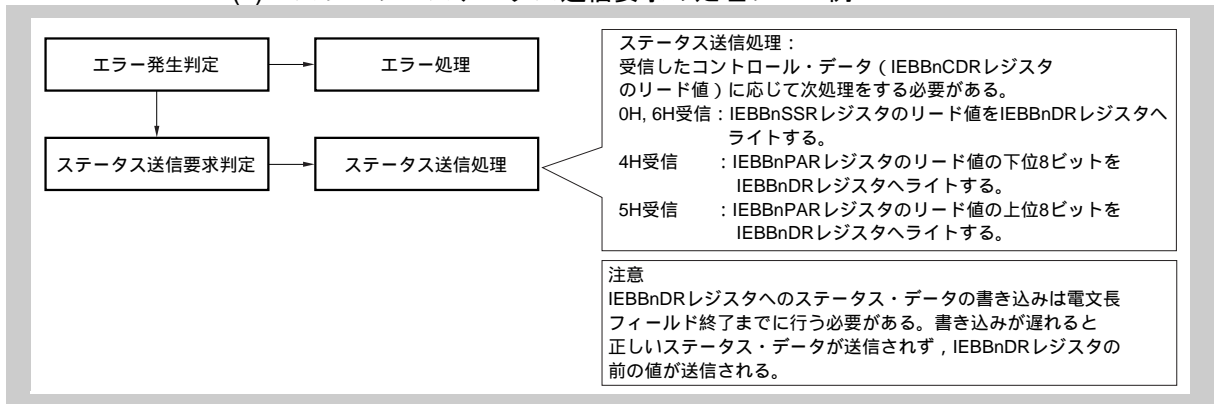 エラー発生判定
エラー処理
ステータス送信要求判定
ステータス送信処理
ステータス送信処理：
受信したコントロール・データ（IEBBnCDRレジスタ
のリード値）に応じて次処理をする必要がある。
0H, 6H受信：IEBBnSSRレジスタのリード値をIEBBnDRレジスタへ
ライトする。
4H受信　　：IEBBnPARレジスタのリード値の下位8ビットを
IEBBnDRレジスタへライトする。
5H受信　　：IEBBnPARレジスタのリード値の上位8ビットを
IEBBnDRレジスタへライトする。
注意
IEBBnDRレジスタへのステータス・データの書き込みは電文長
フィールド終了までに行う必要がある。書き込みが遅れると
正しいステータス・データが送信されず，IEBBnDRレジスタの
前の値が送信される。